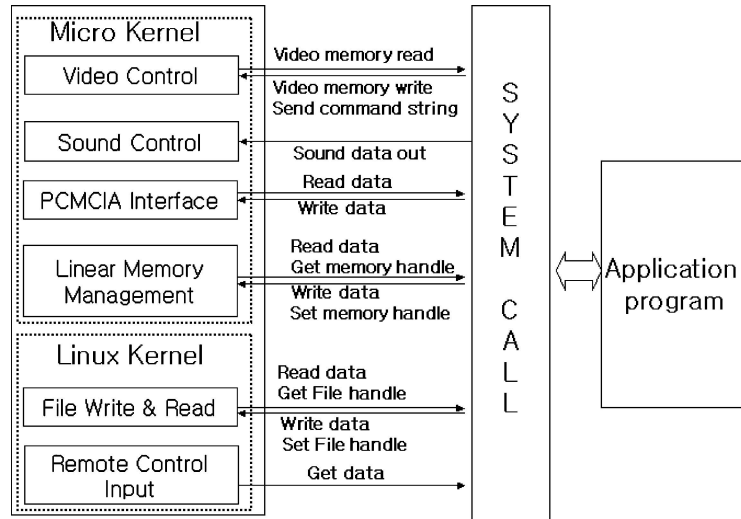 Micro Kernel
Video Control
Video memory read
Video memory write
Send command string
Sound Control
Sound data out
PCMCIA Interface
Read data
Write data
Linear Memory
Management
Read data
Get memory handle
Write data
Set memory handle
Linux Kernel
File Write & Read
Read data
Get File handle
Write data
Set File handle
Remote Control
Input
Get data
SYSTEM CALL
Application
program